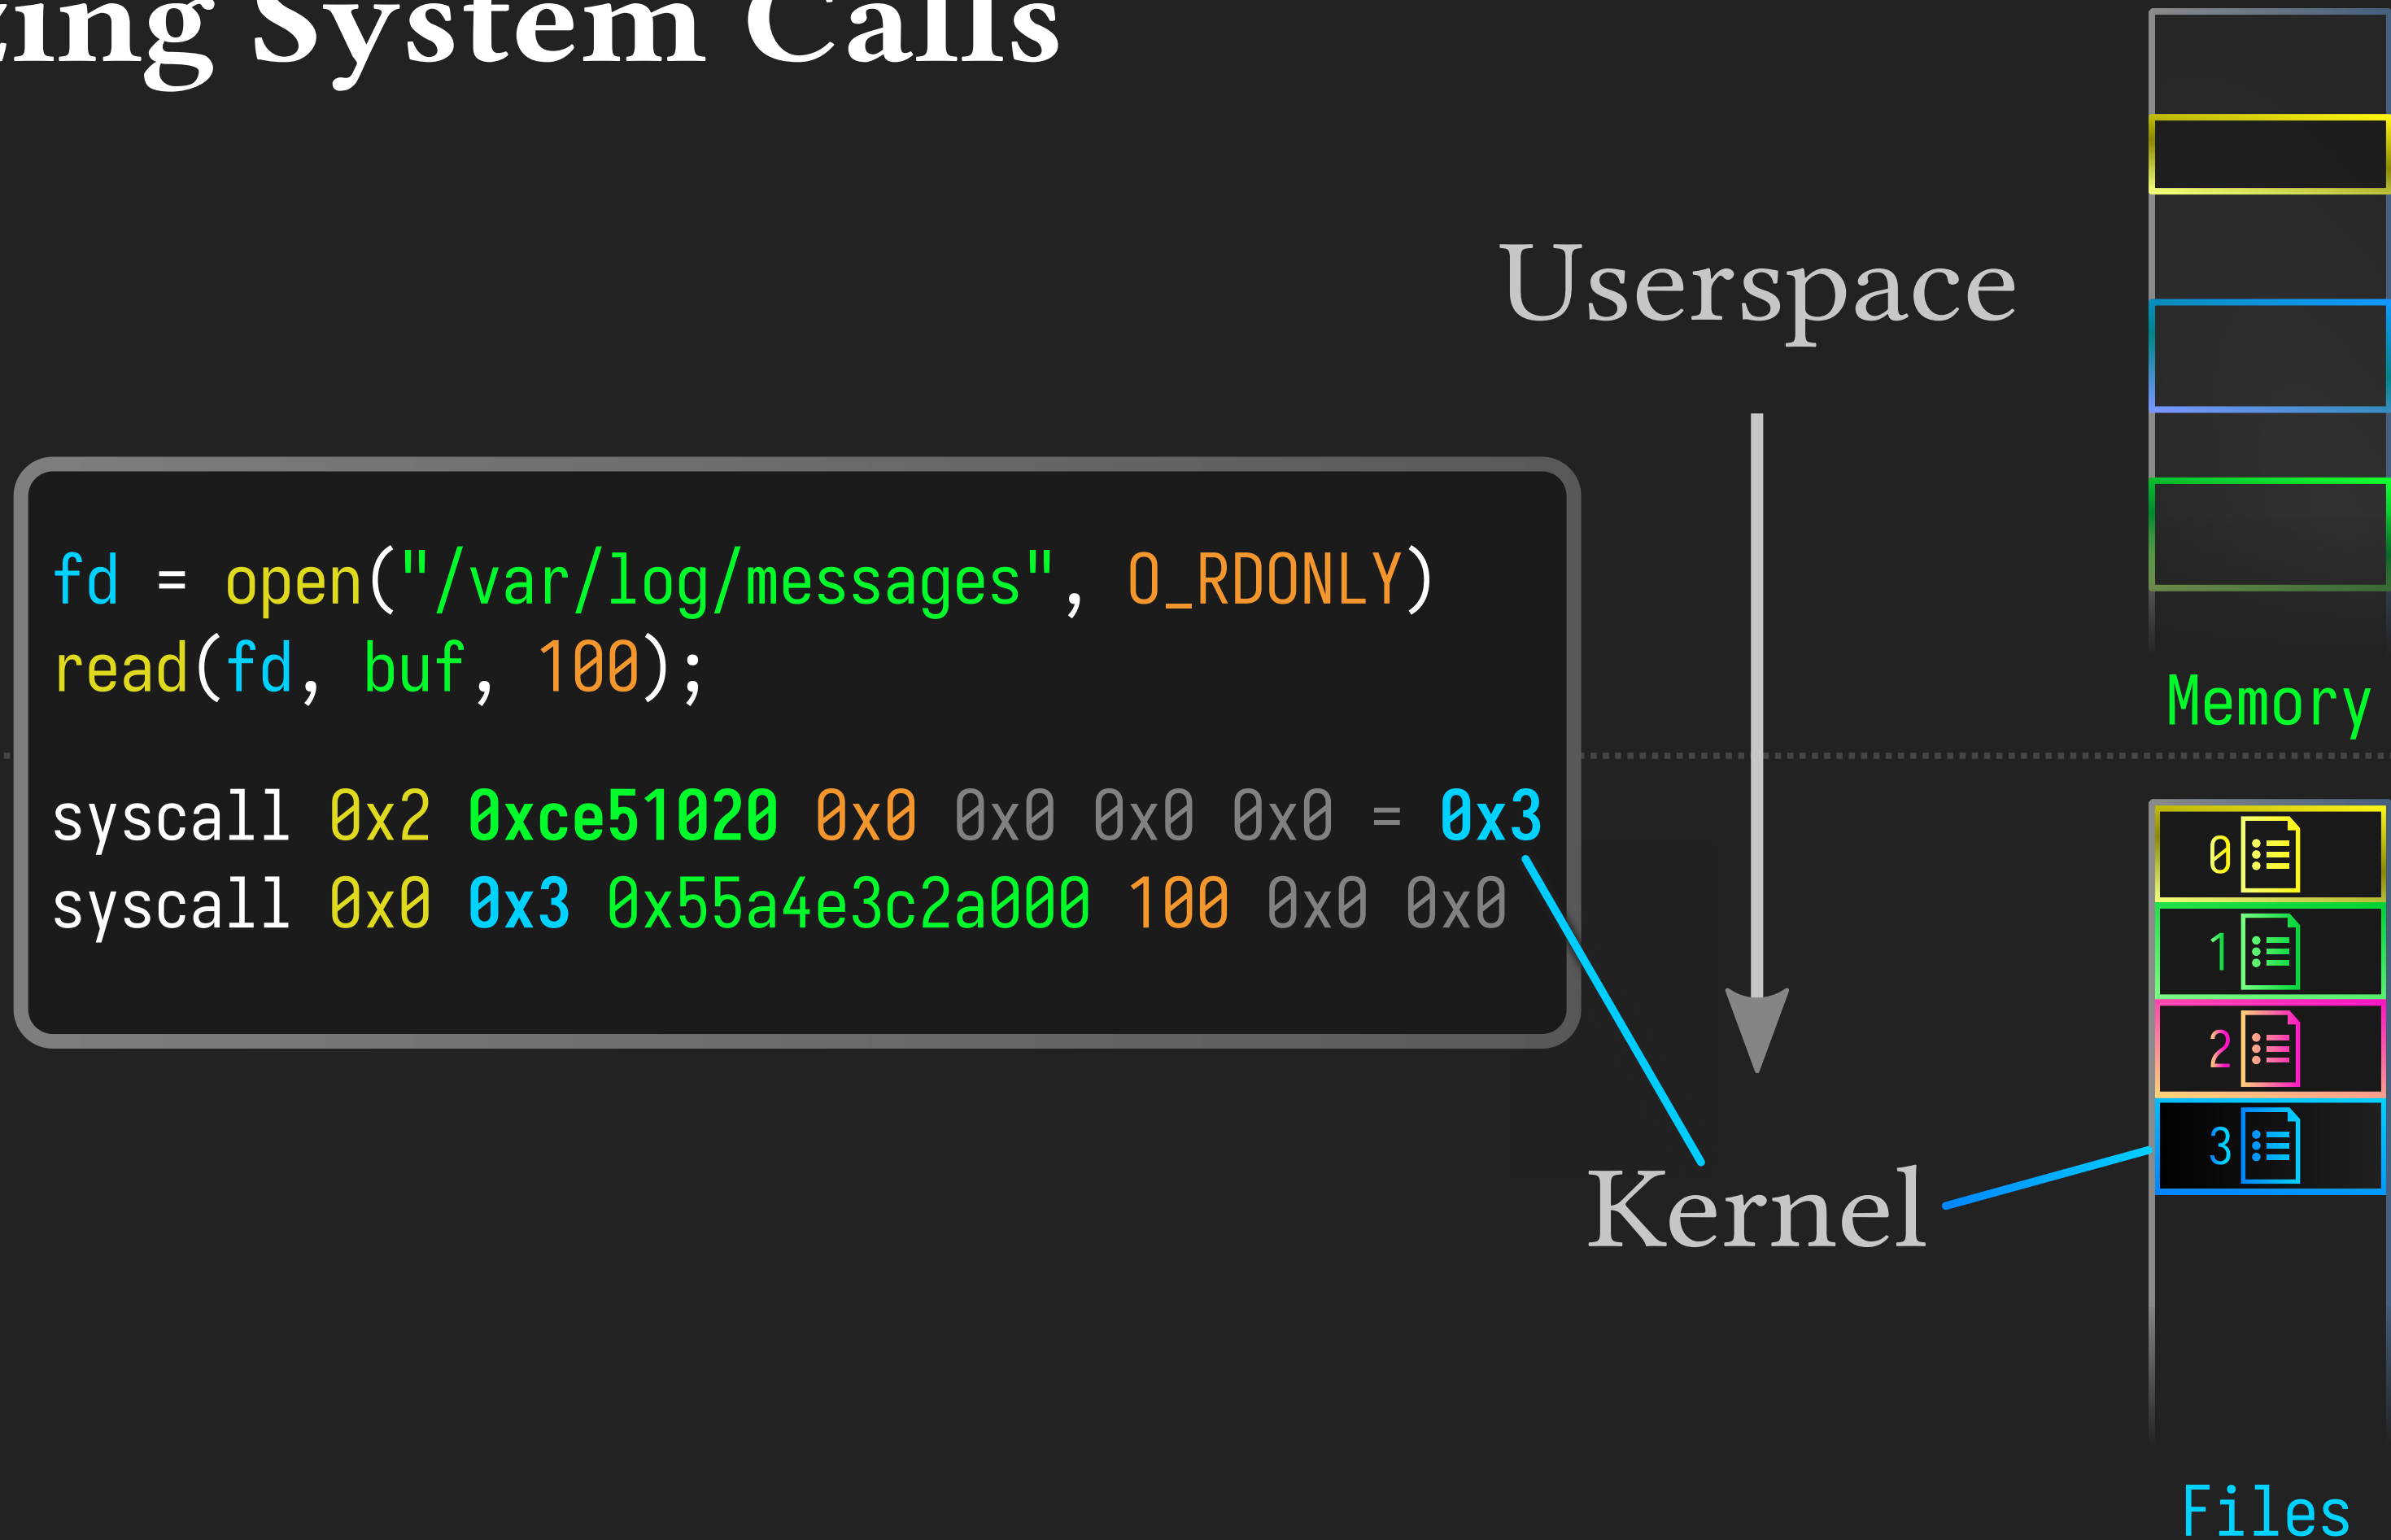 ing System Calls
Userspace
fd = open("/var/log/messages", O_RDONLY)
read(fd, buf, 100);
syscall 0x2 0xce51020 0x0 0x0 0x0 0x0 = 0x3
syscall 0x0 0x3 0x55a4e3c2a000 100 0x0 0x0
Memory
0
1
2
3
Kernel
Files